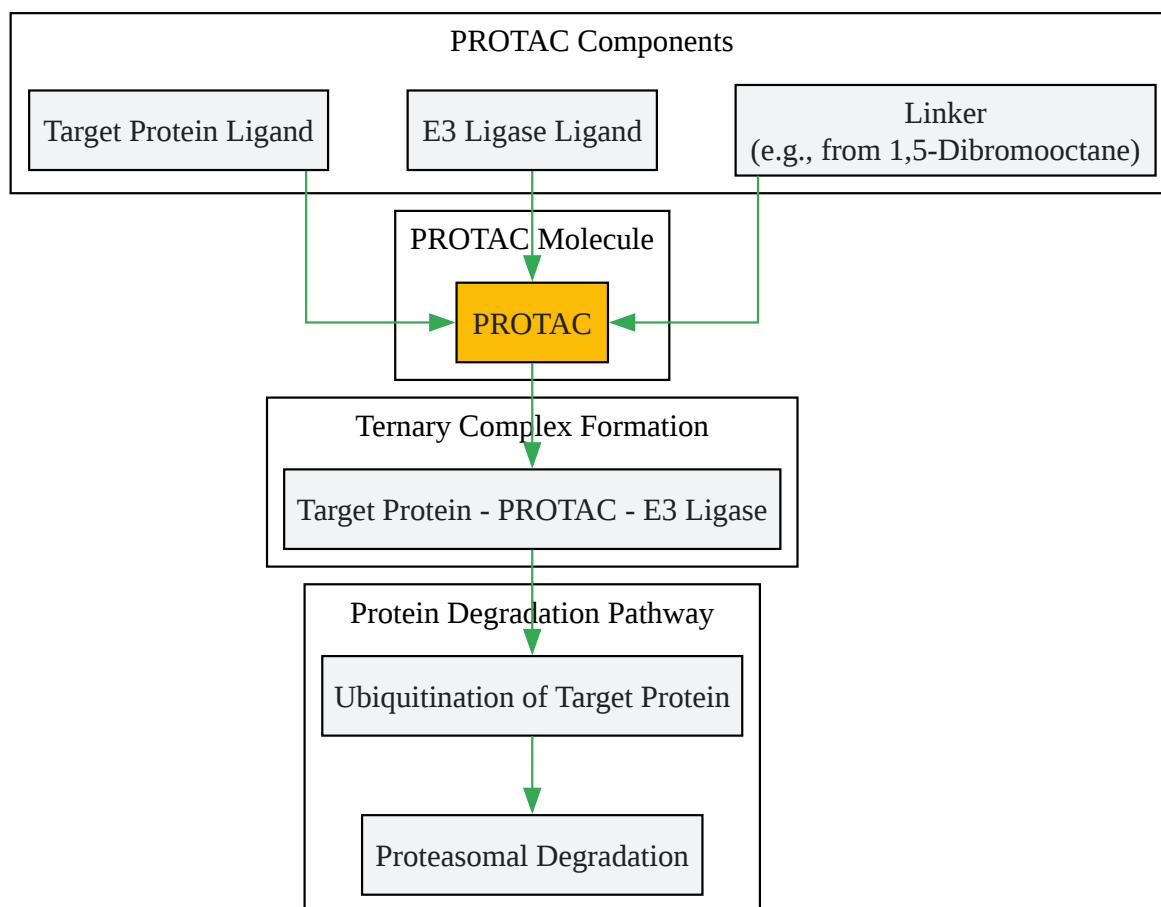 PROTAC Components
Target Protein Ligand
E3 Ligase Ligand
Linker
(e.g., from 1,5-Dibromooctane)
PROTAC Molecule
PROTAC
Ternary Complex Formation
Target Protein - PROTAC - E3 Ligase
Protein Degradation Pathway
Ubiquitination of Target Protein
Proteasomal Degradation